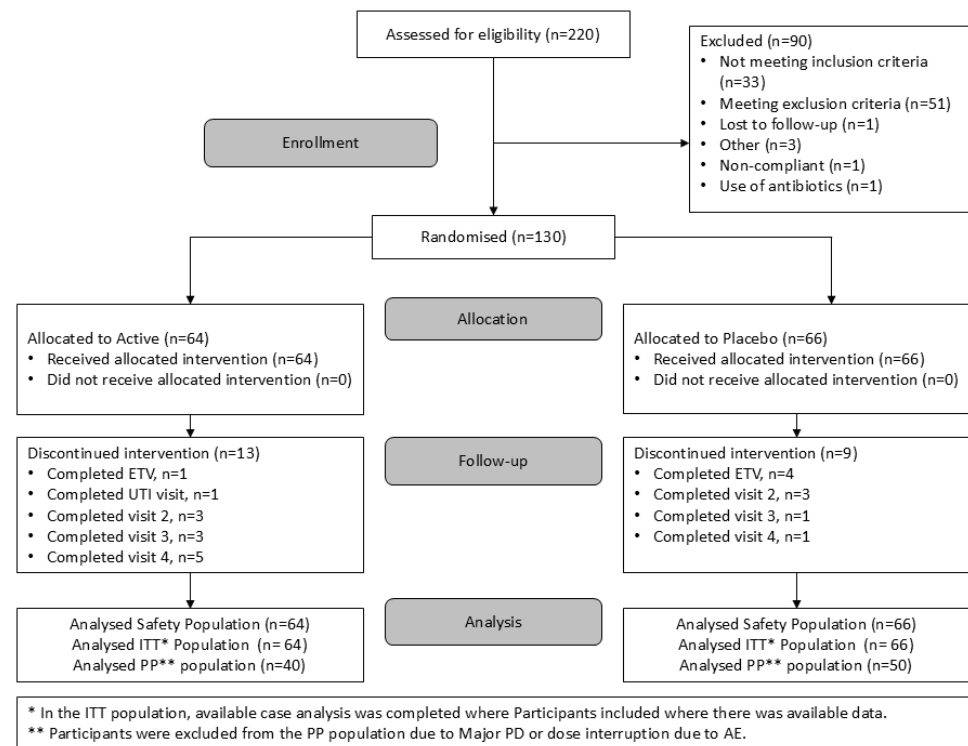 Assessed for eligibility (n=220)
Excluded (n=90)
• Not meeting inclusion criteria
(n=33)
• Meeting exclusion criteria (n=51)
• Lost to follow-up (n=1)
• Other (n=3)
• Non-compliant (n=1)
• Use of antibiotics (n=1)
Enrollment
Randomised (n=130)
Allocation
Allocated to Active (n=64)
• Received allocated intervention (n=64)
• Did not receive allocated intervention (n=0)
Allocated to Placebo (n=66)
• Received allocated intervention (n=66)
• Did not receive allocated intervention (n=0)
Follow-up
Discontinued intervention (n=13)
• Completed ETV, n=1
• Completed UTI visit, n=1
• Completed visit 2, n=3
• Completed visit 3, n=3
• Completed visit 4, n=5
Discontinued intervention (n=9)
• Completed ETV, n=4
• Completed visit 2, n=3
• Completed visit 3, n=1
• Completed visit 4, n=1
Analysis
Analysed Safety Population (n=64)
Analysed ITT* Population (n= 64)
Analysed PP** population (n=40)
Analysed Safety Population (n=66)
Analysed ITT* Population (n= 66)
Analysed PP** population (n=50)
* In the ITT population, available case analysis was completed where Participants included where there was available data.
** Participants were excluded from the PP population due to Major PD or dose interruption due to AE.